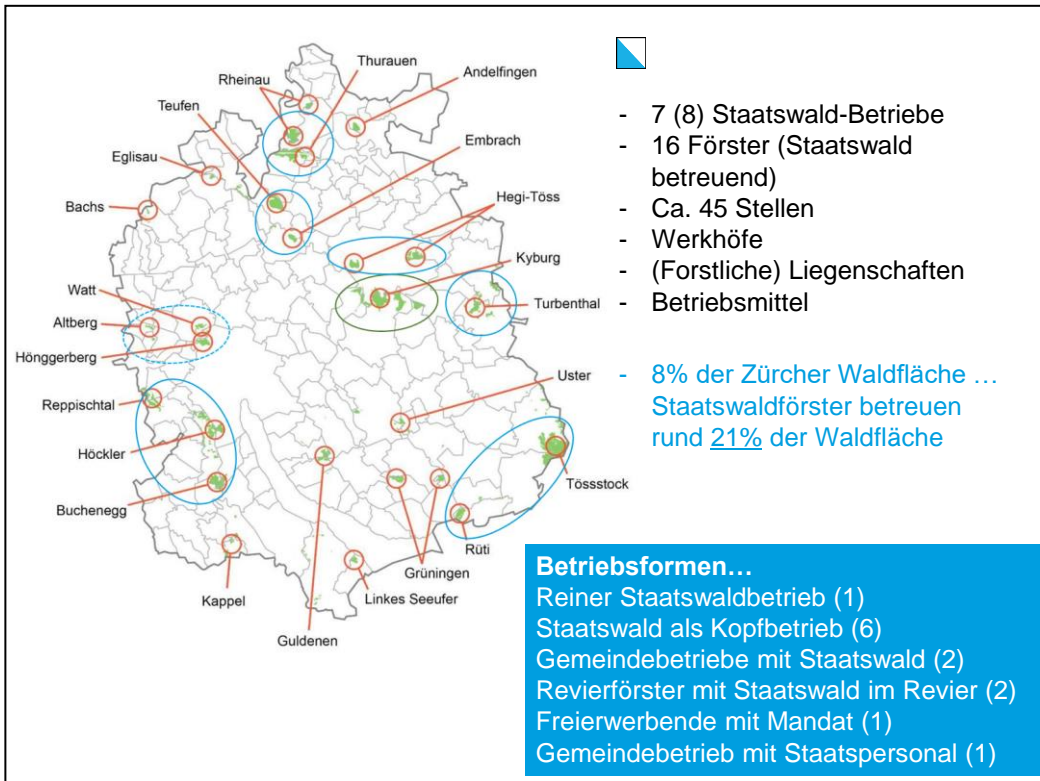 Thurauen
Rheinau
Andelfingen
Teufen
Embrach
Eglisau
Hegi-Töss
Bachs
Kyburg
Watt
Turbenthal
Altberg
Hönggerberg
Uster
Reppischtal
Höckler
Tössstock
Buchenegg
Rüti
Grüningen
Kappel
Linkes Seeufer
Guldenen
- 7 (8) Staatswald-Betriebe
- 16 Förster (Staatswald
betreuend)
- Ca. 45 Stellen
- Werkhöfe
- (Forstliche) Liegenschaften
- Betriebsmittel
- 8% der Zürcher Waldfläche …
Staatswaldförster betreuen
rund 21% der Waldfläche
Betriebsformen…
Reiner Staatswaldbetrieb (1)
Staatswald als Kopfbetrieb (6)
Gemeindebetriebe mit Staatswald (2)
Revierförster mit Staatswald im Revier (2)
Freierwerbende mit Mandat (1)
Gemeindebetrieb mit Staatspersonal (1)